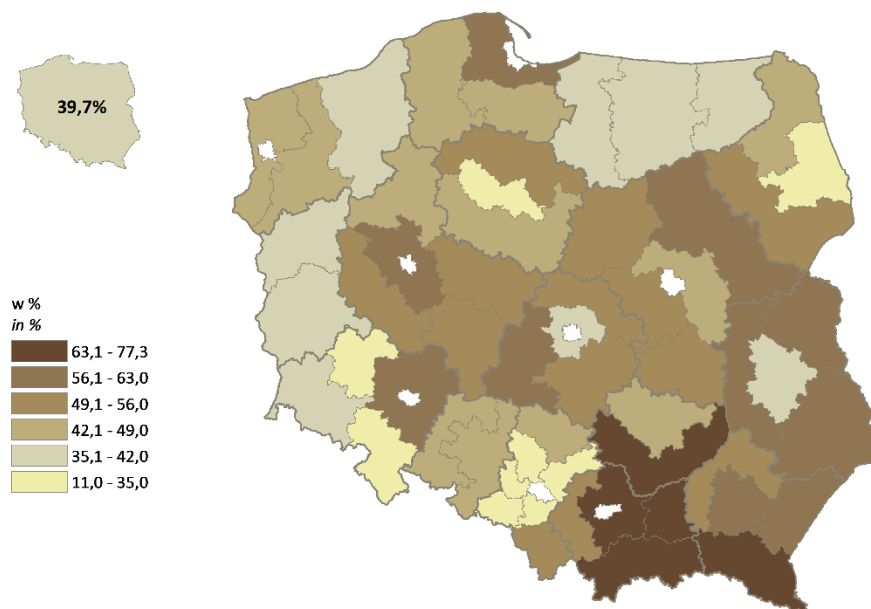 39,7%
w %
in %
63,1 - 77,3
56,1 - 63,0
49,1 - 56,0
42,1 - 49,0
35,1 - 42,0
11,0 - 35,0